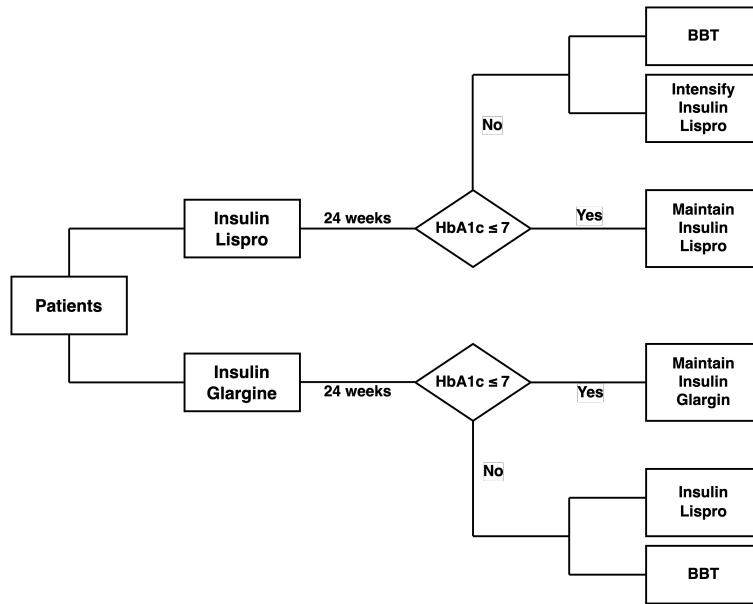 BBT
Intensify
Insulin
Lispro
No
Insulin
Lispro
24 weeks
HbA1c ≤ 7
Yes
Maintain
Insulin
Lispro
Patients
Insulin
Glargine
24 weeks
HbA1c ≤ 7
Yes
Maintain
Insulin
Glargin
No
Insulin
Lispro
BBT